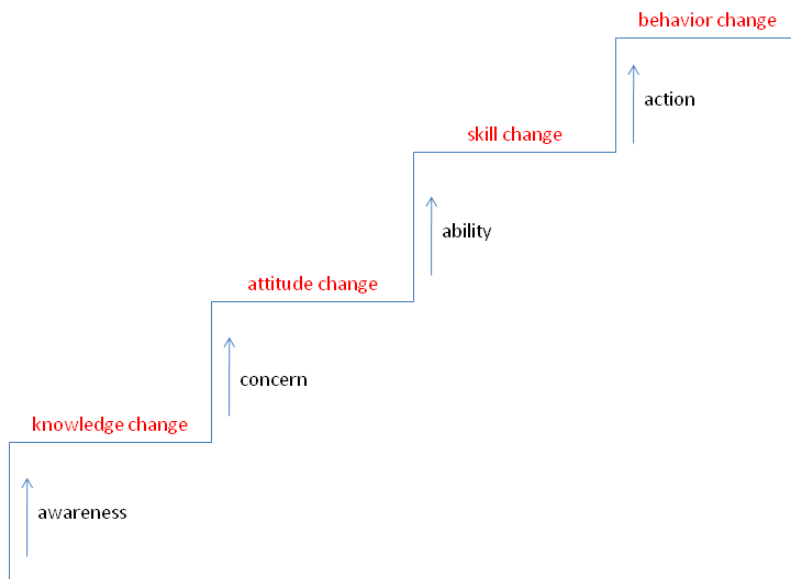 behavior change
action
skill change
ability
attitude change
concern
knowledge change
awareness